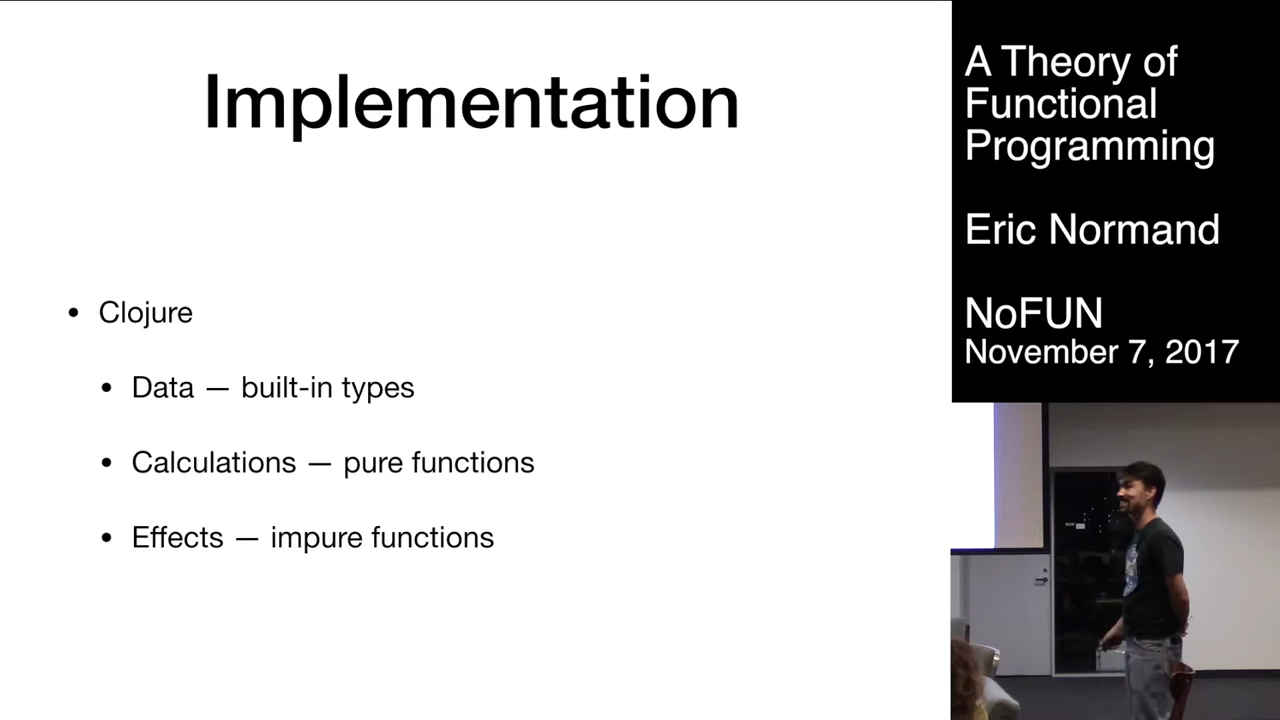 Implementation
• Clojure
• Data — built-in types
• Calculations — pure functions
• Effects — impure functions
A Theory of
Functional
Programming
Eric Normand
NoFUN
November 7, 2017